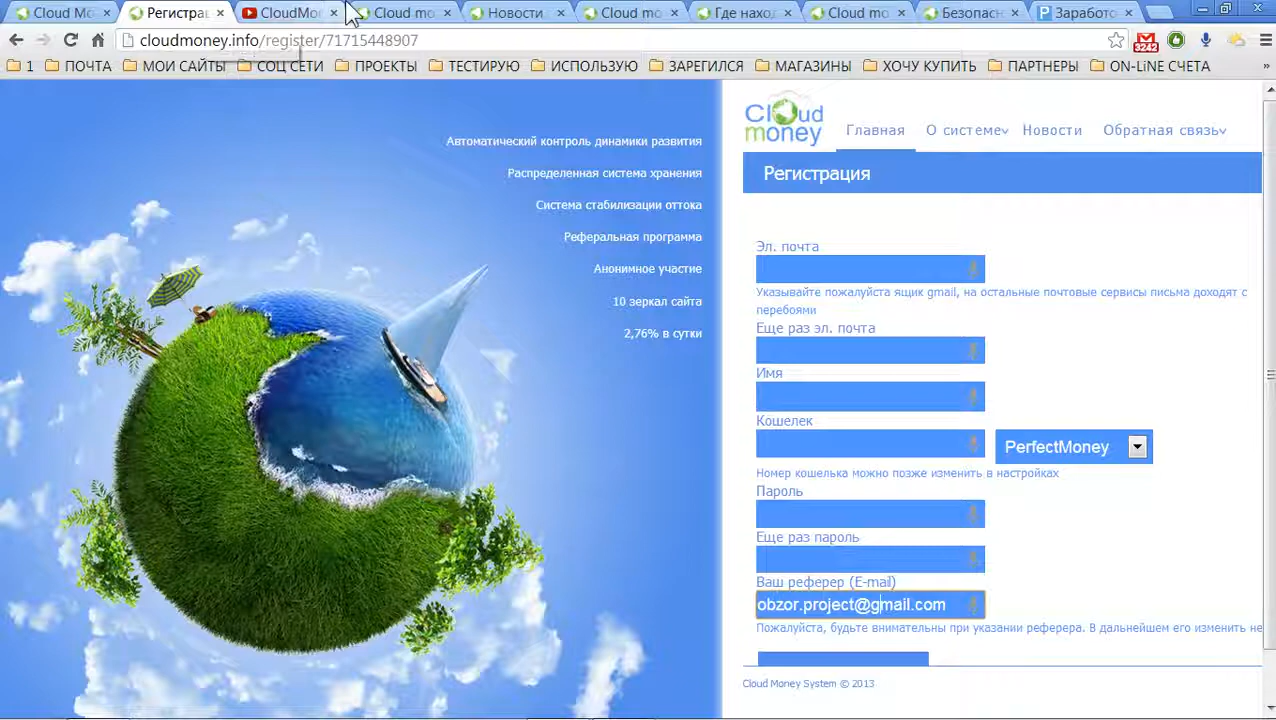 Cloud Mo
Регистрац
CloudMon
Cloud mo
Новости
Cloud mo
Где наход
Cloud mo
Безопасн
Заработо
cloudmoney.info/register/71715448907
3242
1
ПОЧТА
МОИ САЙТЫ
СОЦ СЕТИ
ПРОЕКТЫ
ТЕСТИРУЮ
ИСПОЛЬЗУЮ
ЗАРЕГИЛСЯ
МАГАЗИНЫ
ХОЧУ КУПИТЬ
ПАРТНЕРЫ
ON-LiNE СЧЕТА
»
Автоматический контроль динамики развития
Распределенная система хранения
Система стабилизации оттока
Реферальная программа
Анонимное участие
10 зеркал сайта
2,76% в сутки
Cloud
money
Главная
О системе
Новости
Обратная связь
Регистрация
Эл. почта
Указывайте пожалуйста ящик gmail, на остальные почтовые сервисы письма доходят с
перебоями
Еще раз эл. почта
Имя
Кошелек
PerfectMoney
Номер кошелька можно позже изменить в настройках
Пароль
Еще раз пароль
Ваш реферер (E-mail)
obzor.project@gmail.com
Пожалуйста, будьте внимательны при указании реферера. В дальнейшем его изменить не
Cloud Money System © 2013